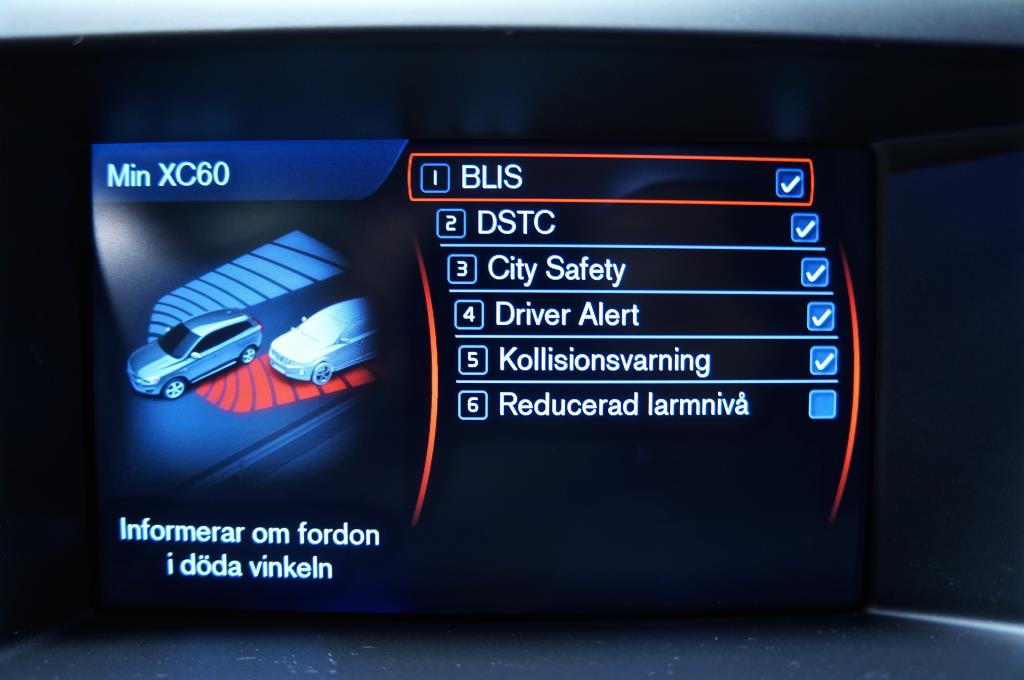 Min XC60
1 BLIS
2 DSTC
3 City Safety
4 Driver Alert
5 Kollisionsvarning
6 Reducerad larmnivå
Informerar om fordon
i döda vinkeln